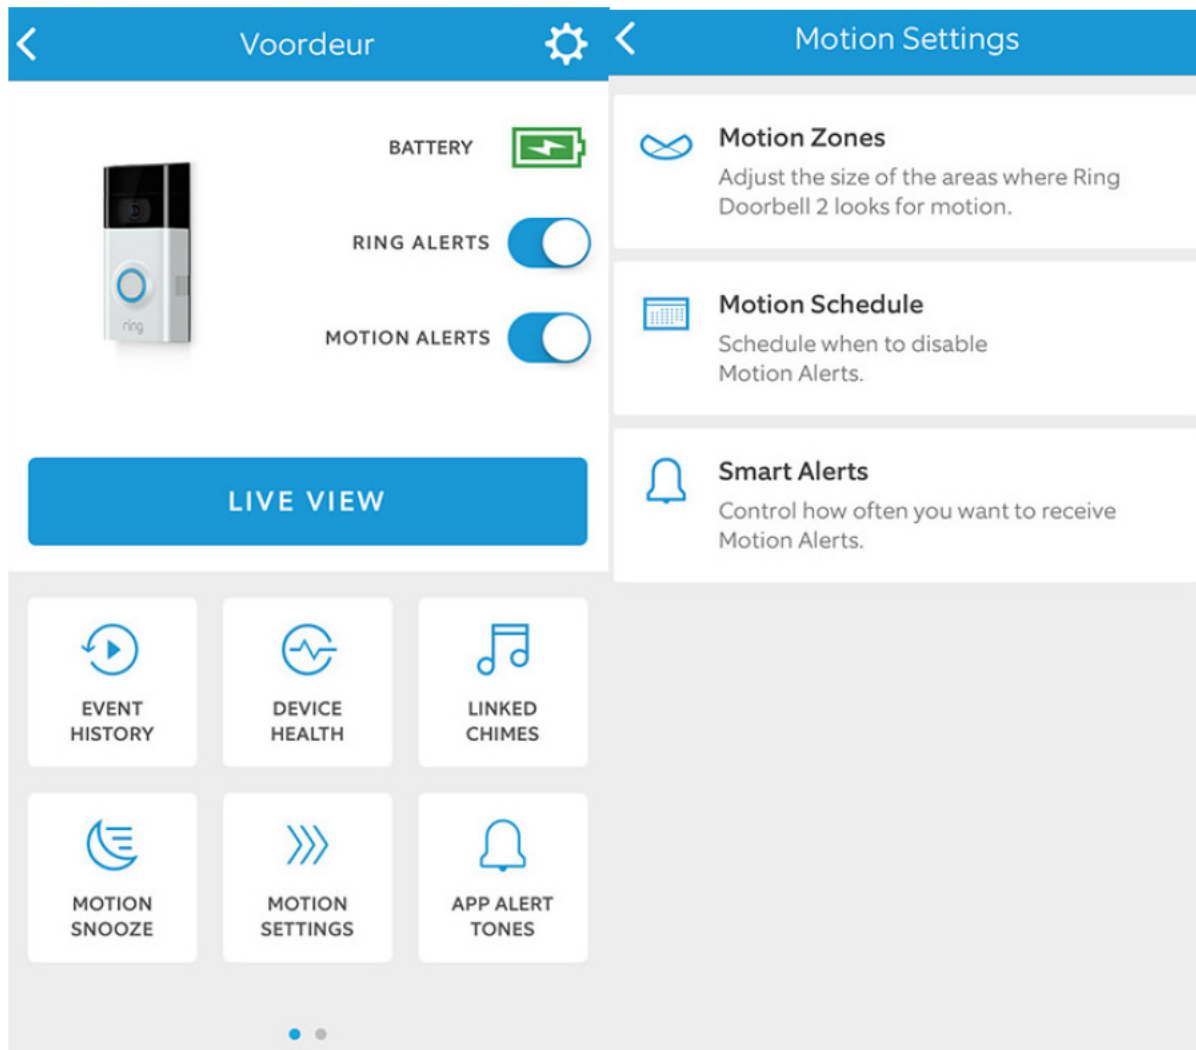 Voordeur
BATTERY
RING ALERTS
MOTION ALERTS
ring
LIVE VIEW
EVENT
HISTORY
DEVICE
HEALTH
LINKED
CHIMES
MOTION
SNOOZE
MOTION
SETTINGS
APP ALERT
TONES
Motion Settings
Motion Zones
Adjust the size of the areas where Ring
Doorbell 2 looks for motion.
Motion Schedule
Schedule when to disable
Motion Alerts.
Smart Alerts
Control how often you want to receive
Motion Alerts.